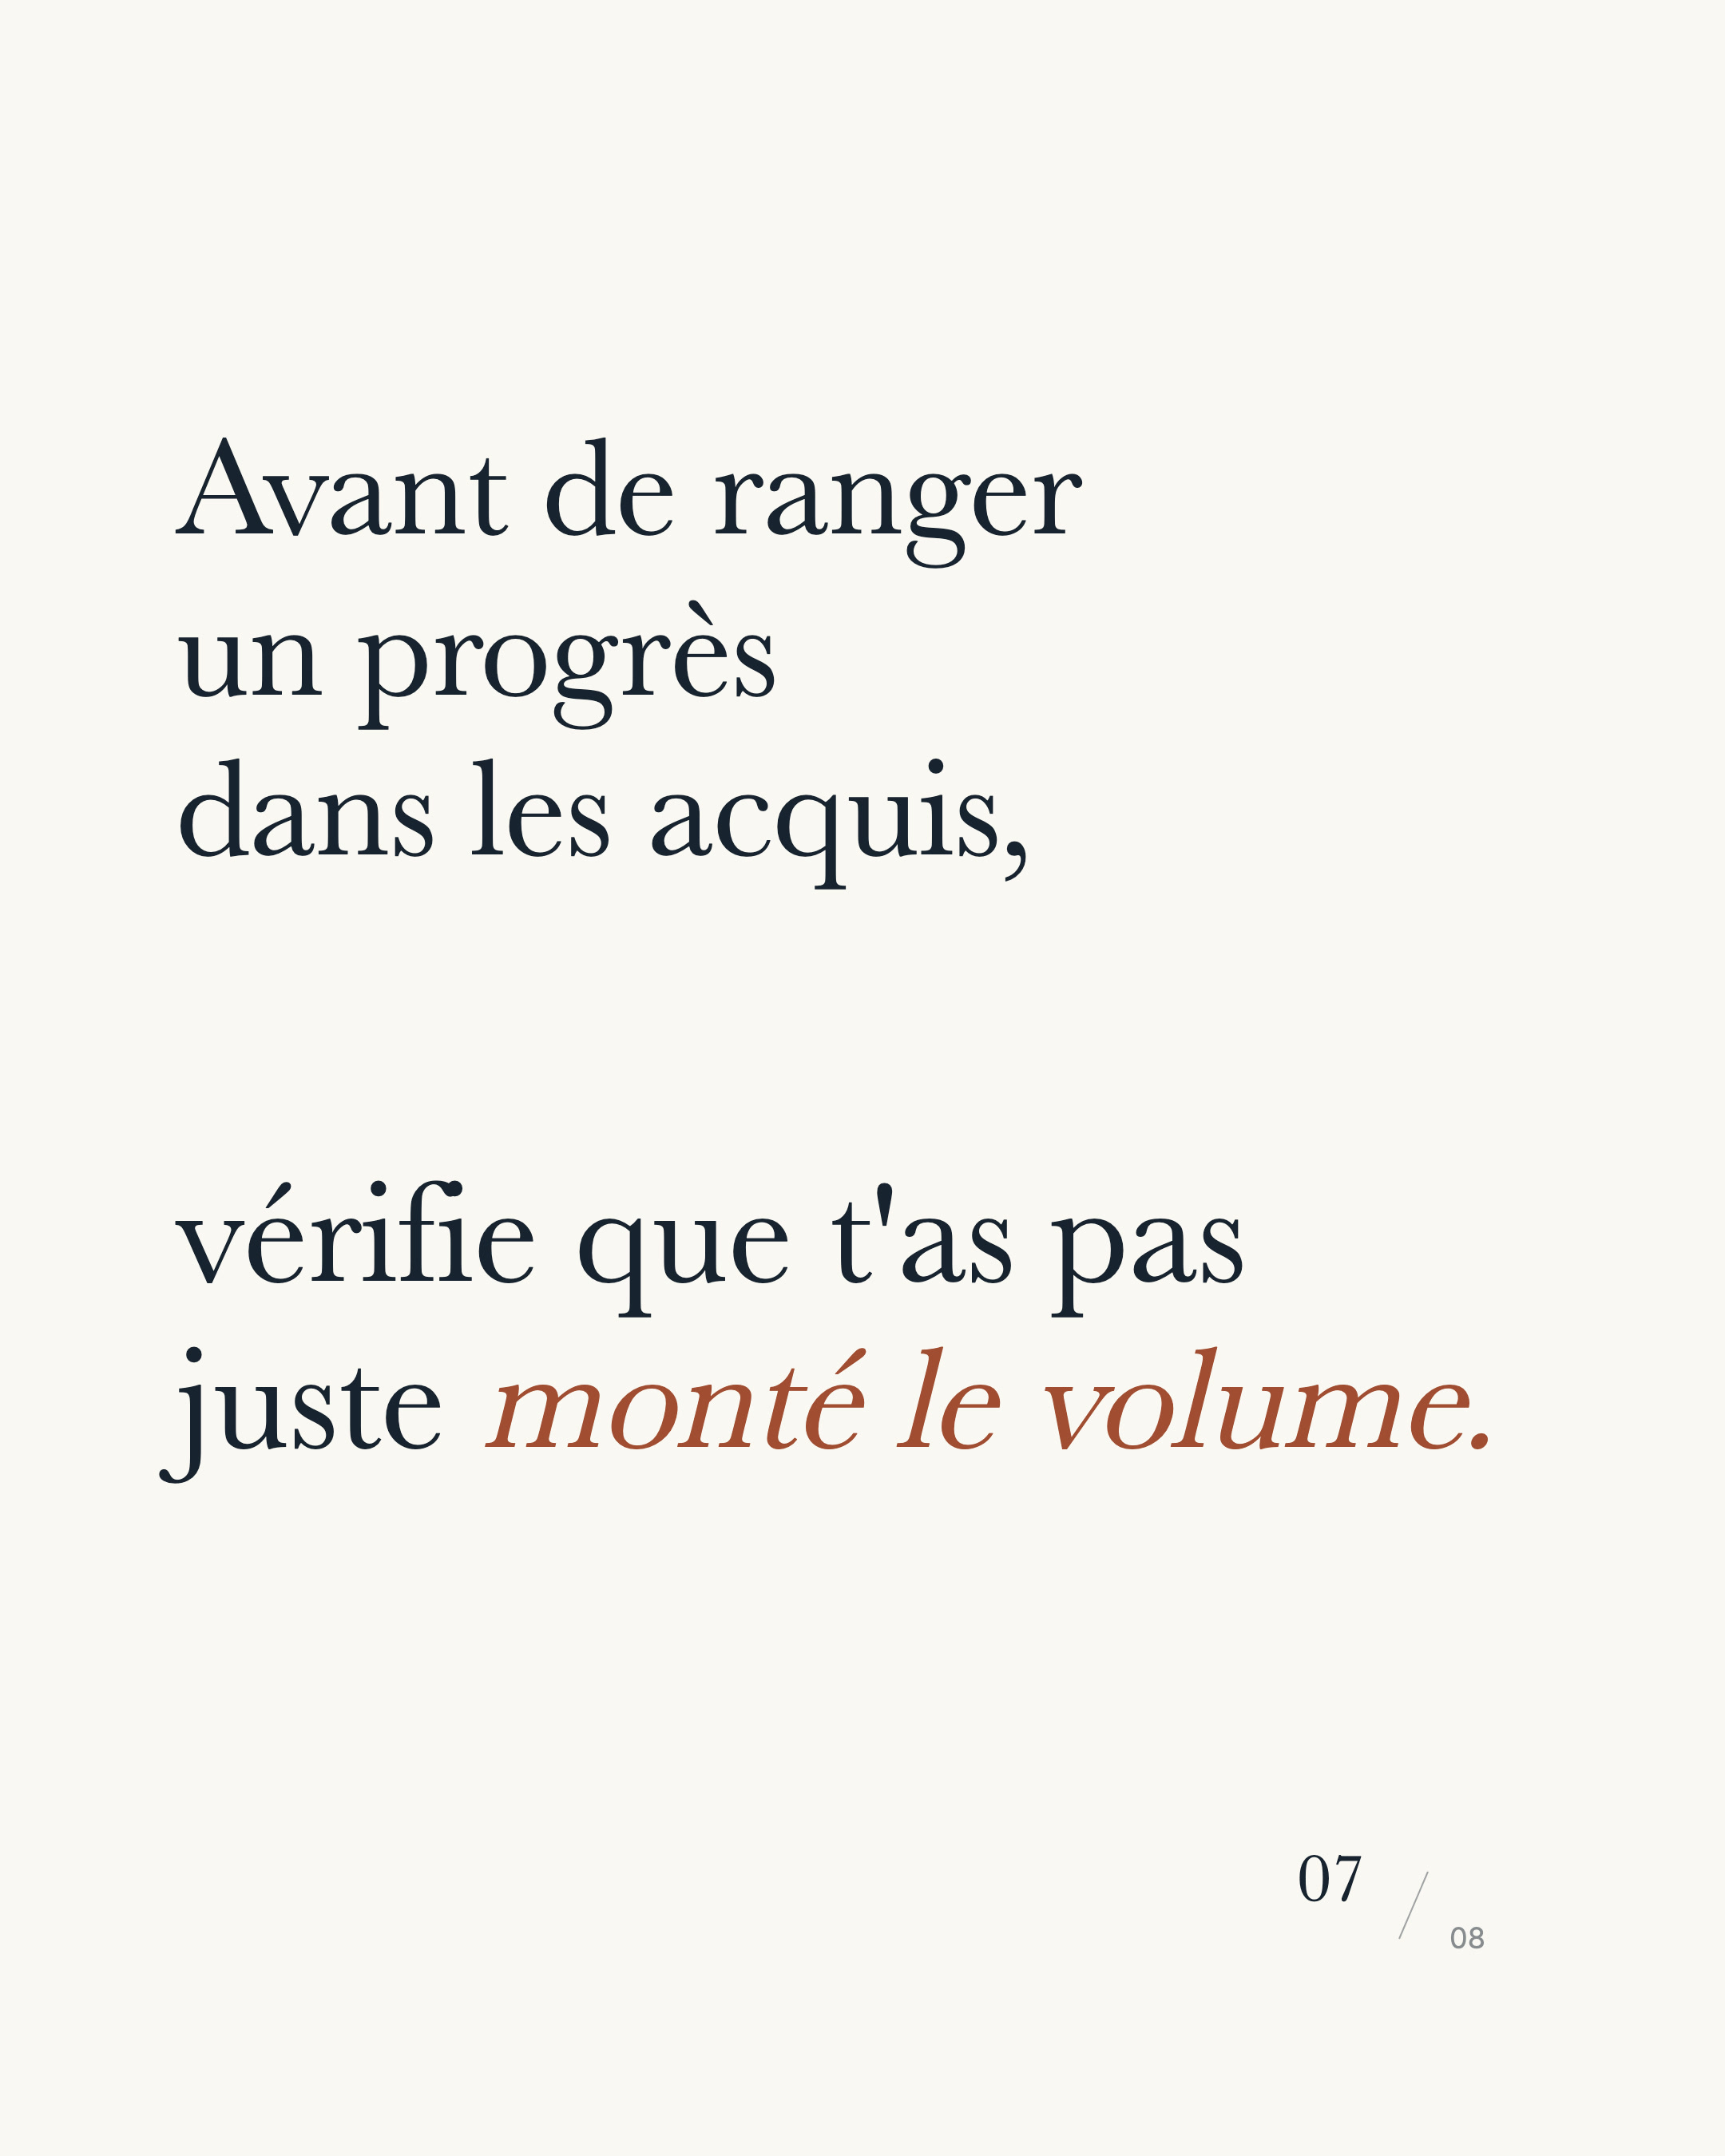 Avant de ranger
un progrès
dans les acquis,
vérifie que t'as pas
juste monté le volume.
07 / 08